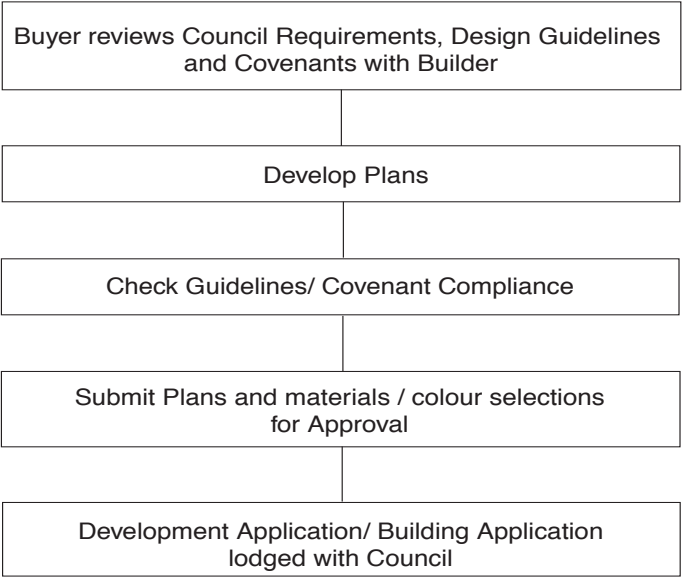 Buyer reviews Council Requirements, Design Guidelines
and Covenants with Builder
Develop Plans
Check Guidelines/ Covenant Compliance
Submit Plans and materials / colour selections
for Approval
Development Application/ Building Application
lodged with Council